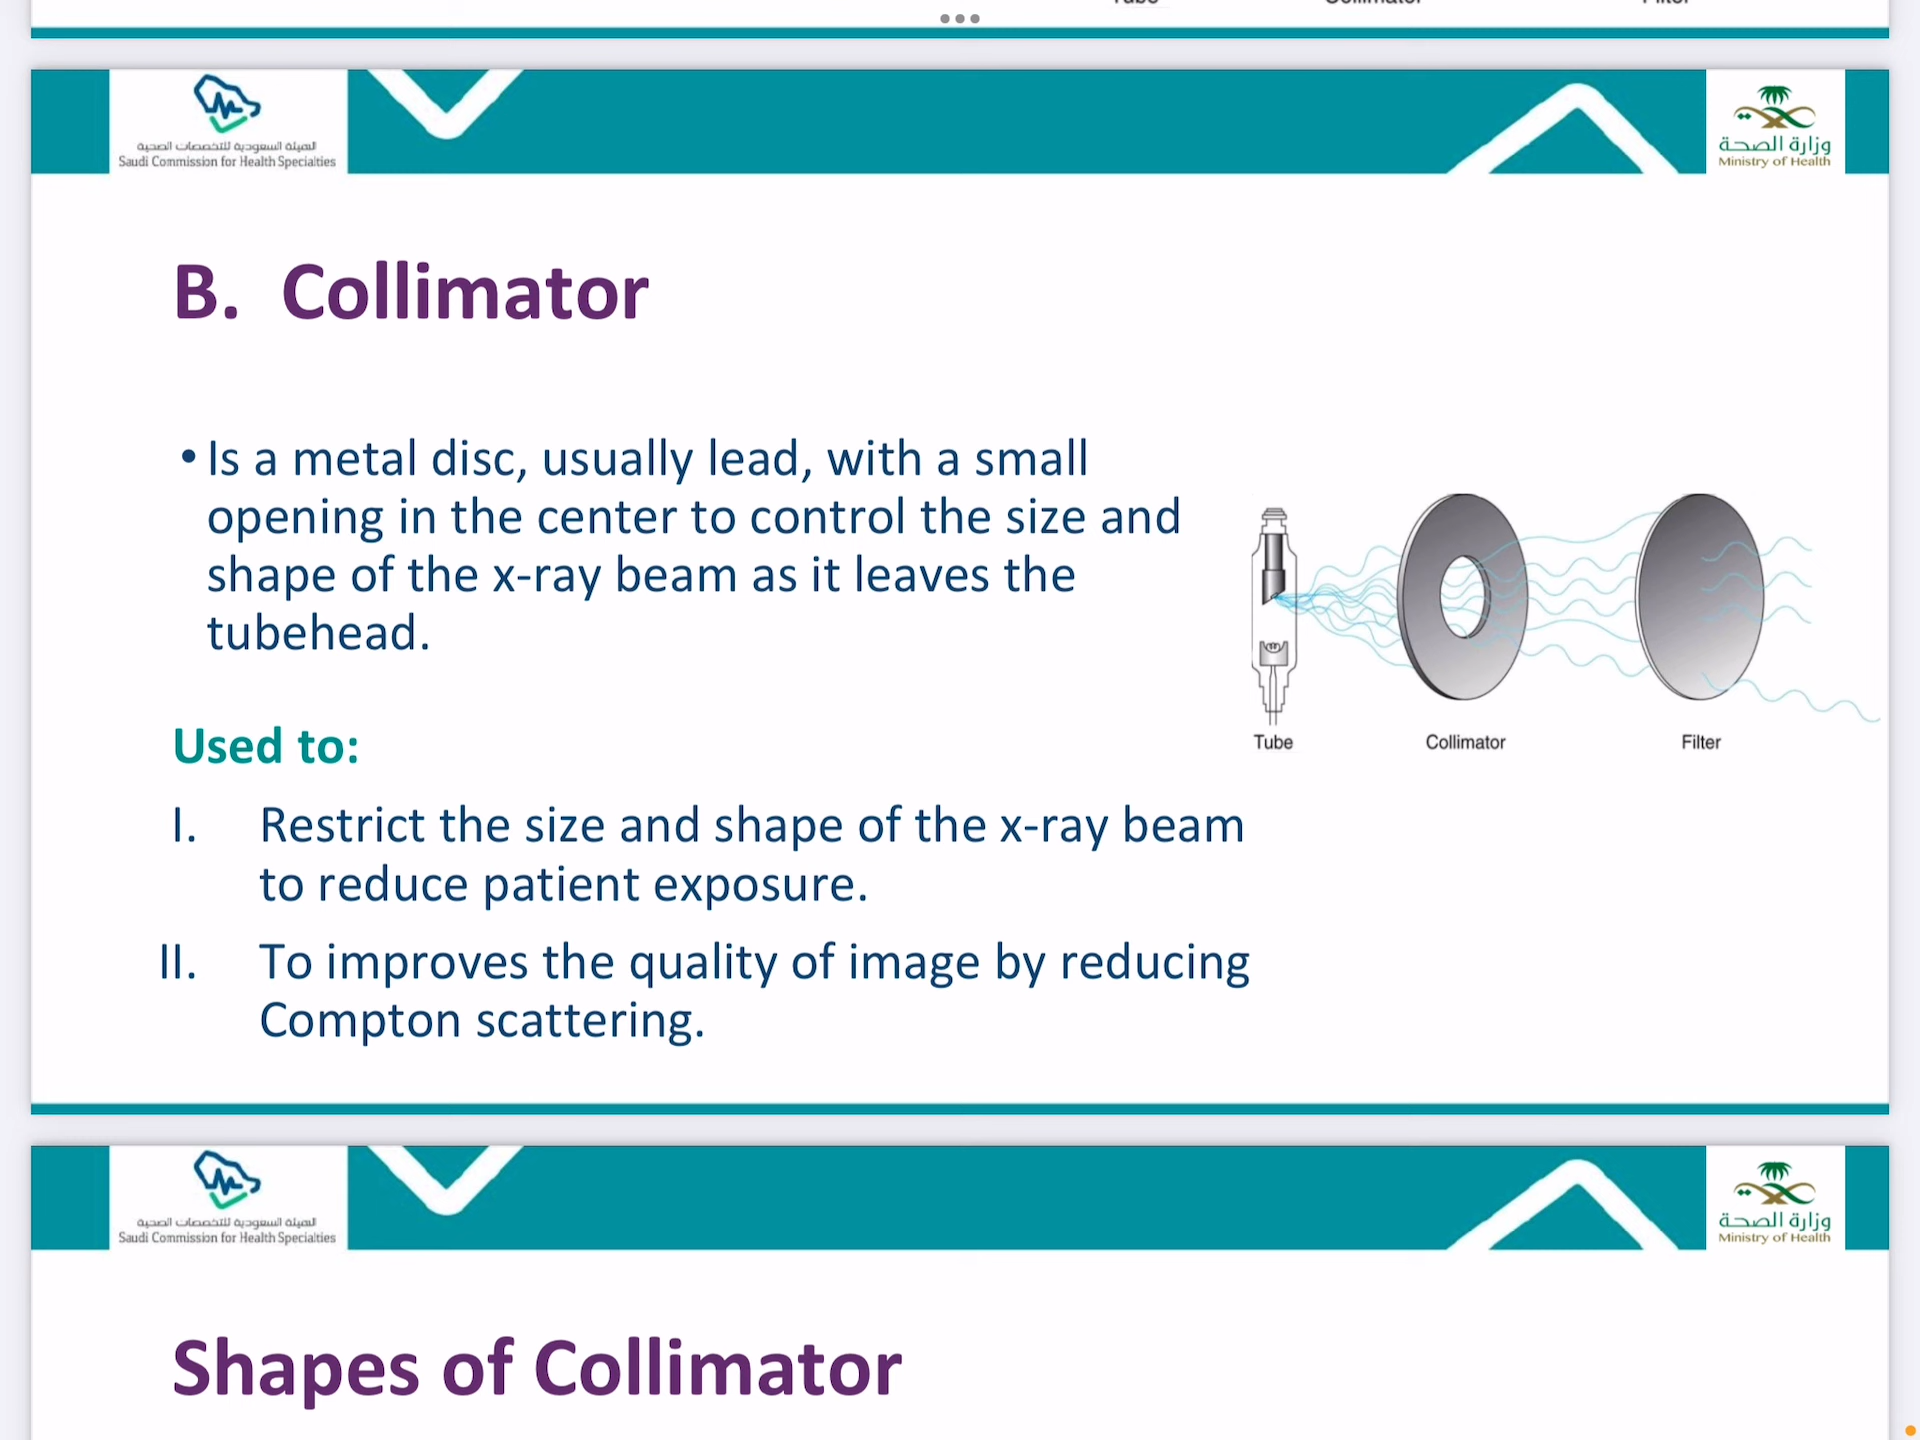 الهيئة السعودية للتخصصات الصحية
Saudi Commission for Health Specialties
وزارة الصحة
Ministry of Health
B. Collimator
• Is a metal disc, usually lead, with a small
opening in the center to control the size and
shape of the x-ray beam as it leaves the
tubehead.
Tube
Collimator
Filter
Used to:
I. Restrict the size and shape of the x-ray beam
to reduce patient exposure.
II. To improves the quality of image by reducing
Compton scattering.
الهيئة السعودية للتخصصات الصحية
Saudi Commission for Health Specialties
وزارة الصحة
Ministry of Health
Shapes of Collimator